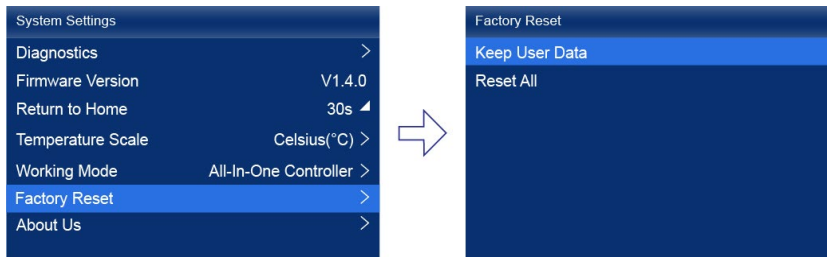 System Settings
Diagnostics >
Firmware Version V1.4.0
Return to Home 30s
Temperature Scale Celsius(°C) >
Working Mode All-In-One Controller >
Factory Reset >
About Us >
Factory Reset
Keep User Data
Reset All